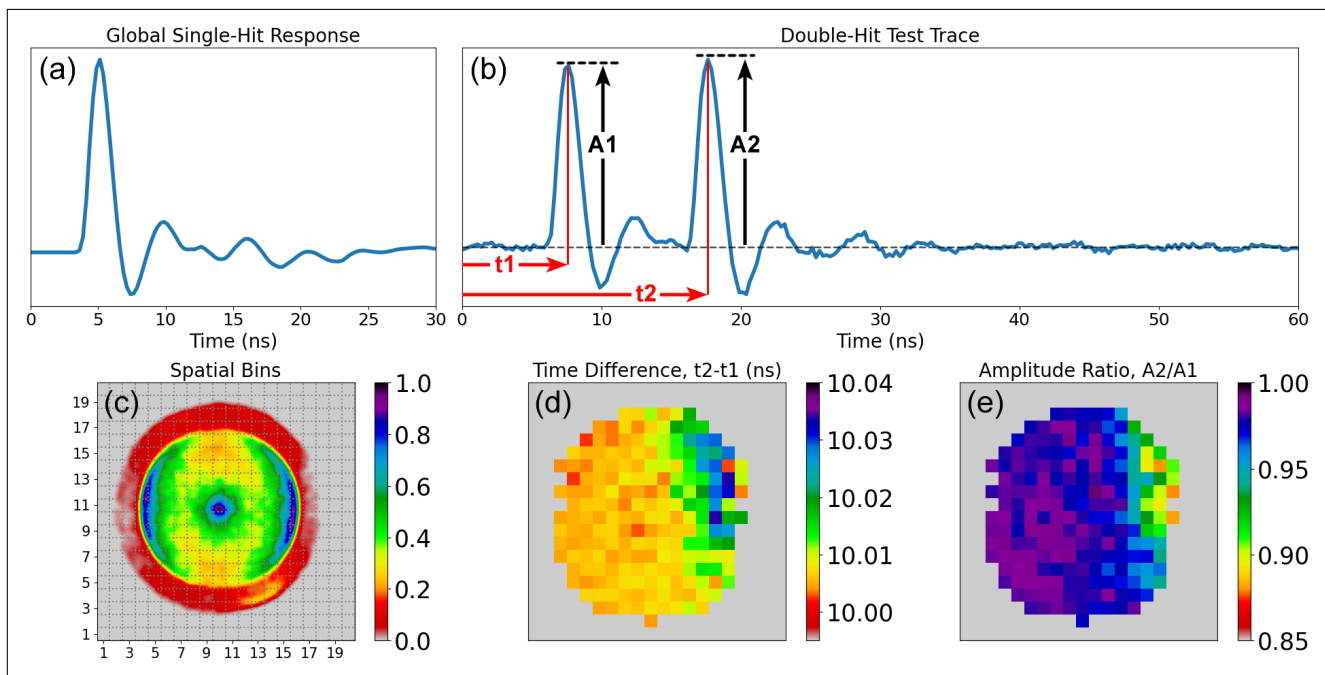 Global Single-Hit Response
Double-Hit Test Trace
(a)
(b)
A1
A2
t1
t2
0 5 10 15 20 25 30
0 10 20 30 40 50 60
Time (ns)
Time (ns)
Spatial Bins
Time Difference, t2-t1 (ns)
Amplitude Ratio, A2/A1
(c)
(d)
(e)
19
17
15
13
11
9
7
5
3
1
1 3 5 7 9 11 13 15 17 19
1.0
0.8
0.6
0.4
0.2
0.0
10.04
10.03
10.02
10.01
10.00
1.00
0.95
0.90
0.85